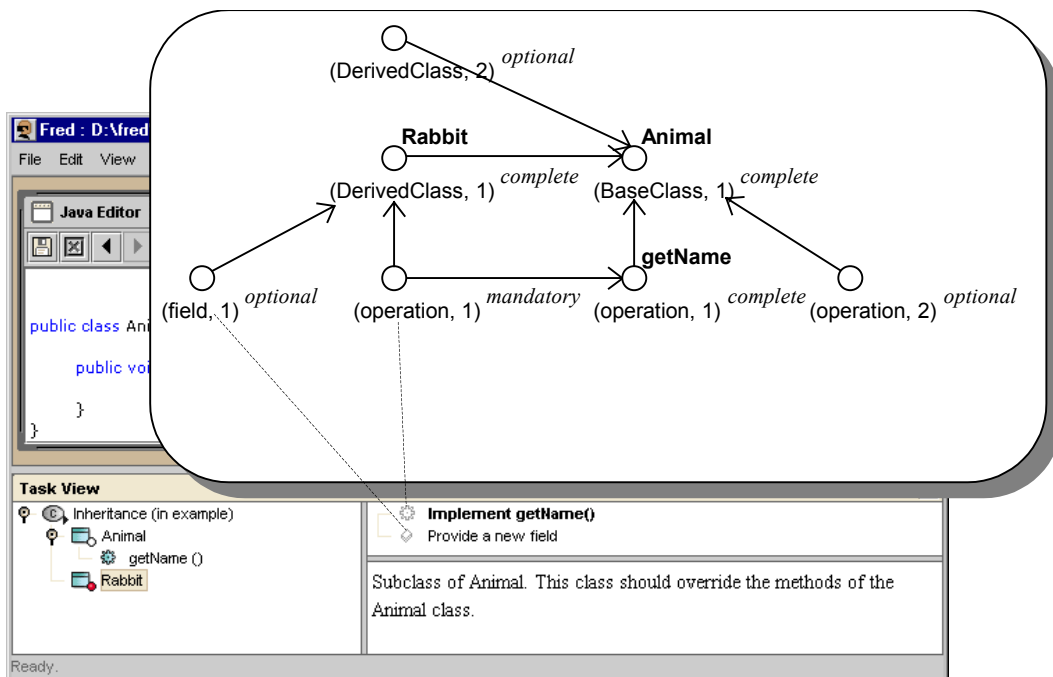 (DerivedClass, 2) optional
Rabbit Animal
(DerivedClass, 1) complete (BaseClass, 1) complete
getName
(field, 1) optional (operation, 1) mandatory (operation, 1) complete (operation, 2) optional
Fred : D:\fred
File Edit View
Java Editor
public class Ani
public voi
}
}
Task View
Inheritance (in example)
Animal
getName ()
Rabbit
Implement getName()
Provide a new field
Subclass of Animal. This class should override the methods of the
Animal class.
Ready.